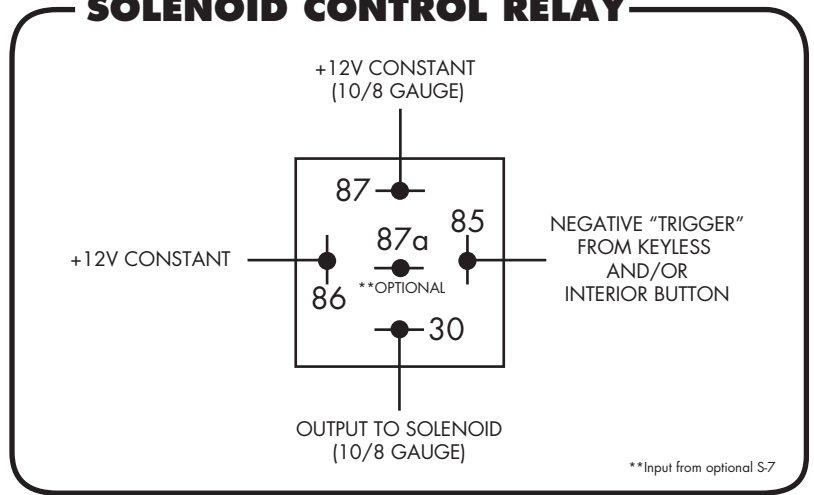 SOLENOID CONTROL RELAY
+12V CONSTANT
(10/8 GAUGE)
87
85
87a
**OPTIONAL
+12V CONSTANT
86
NEGATIVE “TRIGGER”
FROM KEYLESS
AND/OR
INTERIOR BUTTON
30
OUTPUT TO SOLENOID
(10/8 GAUGE)
**Input from optional S-7